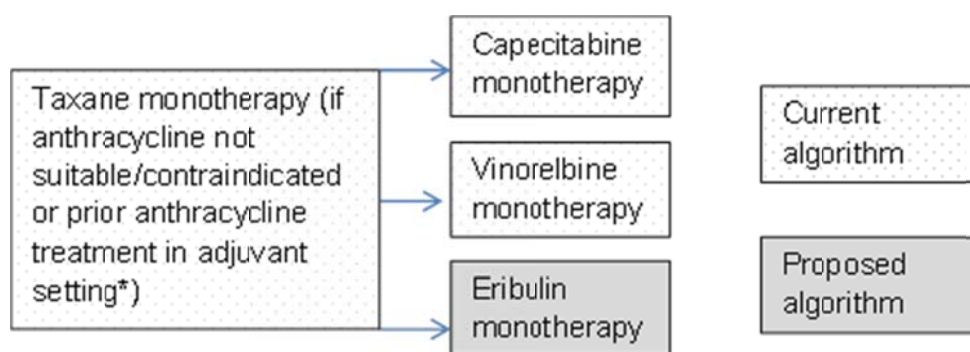 Taxane monotherapy (if
anthracycline not
suitable/contraindicated
or prior anthracycline
treatment in adjuvant
setting*)
Capecitabine
monotherapy
Vinorelbine
monotherapy
Eribulin
monotherapy
Current
algorithm
Proposed
algorithm